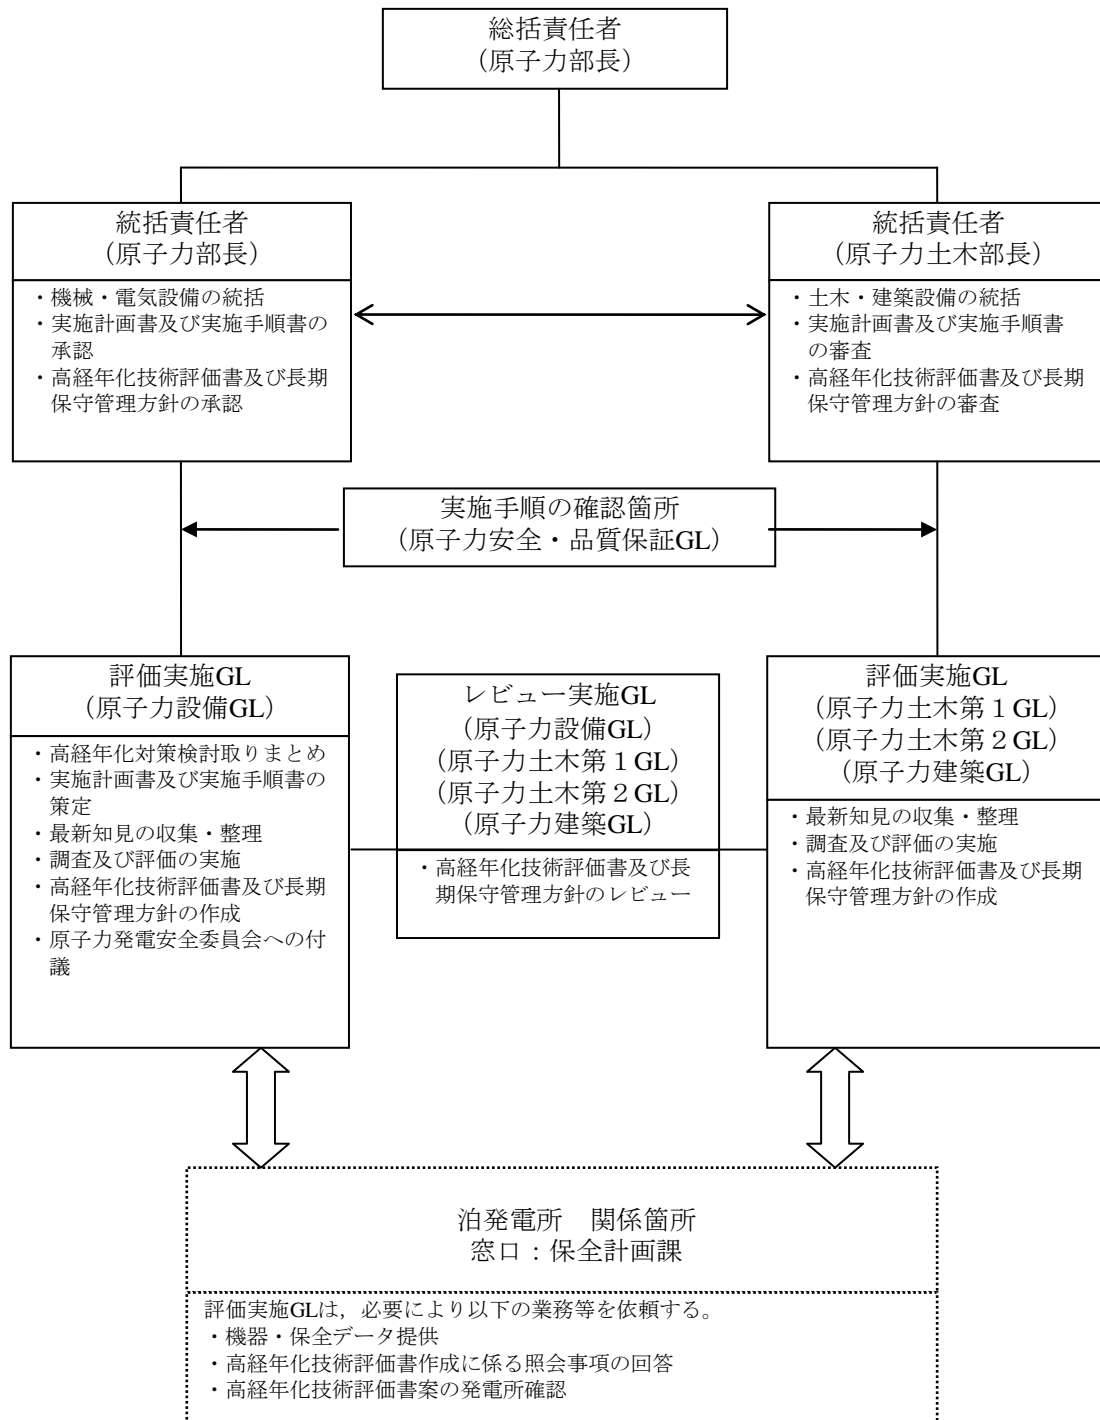 総括責任者
(原子力部長)
統括責任者
(原子力部長)
・機械・電気設備の統括
・実施計画書及び実施手順書の
承認
・高経年化技術評価書及び長期
保守管理方針の承認
統括責任者
(原子力土木部長)
・土木・建築設備の統括
・実施計画書及び実施手順書
の審査
・高経年化技術評価書及び長期
保守管理方針の審査
実施手順の確認箇所
(原子力安全・品質保証GL)
評価実施GL
(原子力設備GL)
・高経年化対策検討取りまとめ
・実施計画書及び実施手順書の
策定
・最新知見の収集・整理
・調査及び評価の実施
・高経年化技術評価書及び長期
保守管理方針の作成
・原子力発電安全委員会への付
議
レビュー実施GL
(原子力設備GL)
(原子力土木第1GL)
(原子力土木第2GL)
(原子力建築GL)
・高経年化技術評価書及び長
期保守管理方針のレビュー
評価実施GL
(原子力土木第1GL)
(原子力土木第2GL)
(原子力建築GL)
・最新知見の収集・整理
・調査及び評価の実施
・高経年化技術評価書及び長期
保守管理方針の作成
泊発電所　関係箇所
窓口：保全計画課
評価実施GLは，必要により以下の業務等を依頼する。
・機器・保全データ提供
・高経年化技術評価書作成に係る照会事項の回答
・高経年化技術評価書案の発電所確認